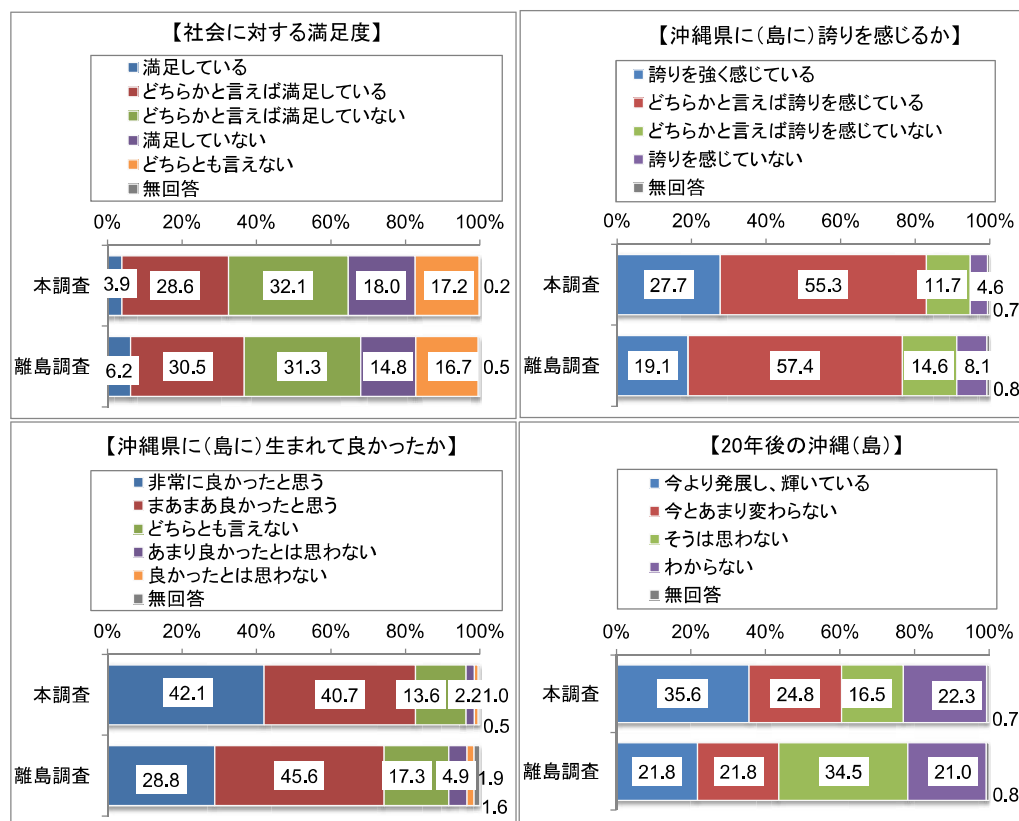 【社会に対する満足度】
満足している
どちらかと言えば満足している
どちらかと言えば満足していない
満足していない
どちらとも言えない
無回答
0% 20% 40% 60% 80% 100%
本調査 3.9 28.6 32.1 18.0 17.2 0.2
離島調査 6.2 30.5 31.3 14.8 16.7 0.5
【沖縄県に(島に)誇りを感じるか】
誇りを強く感じている
どちらかと言えば誇りを感じている
どちらかと言えば誇りを感じていない
誇りを感じていない
無回答
0% 20% 40% 60% 80% 100%
本調査 27.7 55.3 11.7 4.6 0.7
離島調査 19.1 57.4 14.6 8.1 0.8
【沖縄県に(島に)生まれて良かったか】
非常に良かったと思う
まあまあ良かったと思う
どちらとも言えない
あまり良かったとは思わない
良かったとは思わない
無回答
0% 20% 40% 60% 80% 100%
本調査 42.1 40.7 13.6 2.2 1.0 0.5
離島調査 28.8 45.6 17.3 4.9 1.9 1.6
【20年後の沖縄(島)】
今より発展し、輝いている
今とあまり変わらない
そうは思わない
わからない
無回答
0% 20% 40% 60% 80% 100%
本調査 35.6 24.8 16.5 22.3 0.7
離島調査 21.8 21.8 34.5 21.0 0.8